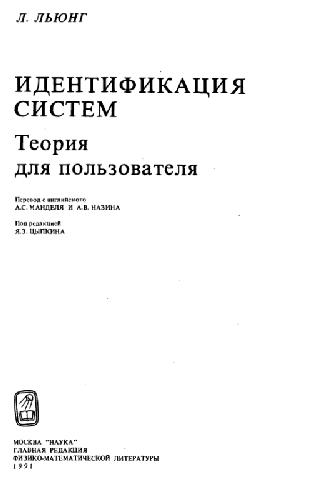 Л. ЛЬЮНГ
ИДЕНТИФИКАЦИЯ
СИСТЕМ
Теория
для пользователя
Перевод с английского
А.С. МАНДЕЛЯ И А.В. НАЗИНА
Под редакцией
Я.З. ЦЫПКИНА
МОСКВА "НАУКА"
ГЛАВНАЯ РЕДАКЦИЯ
ФИЗИКО-МАТЕМАТИЧЕСКОЙ ЛИТЕРАТУРЫ
1991